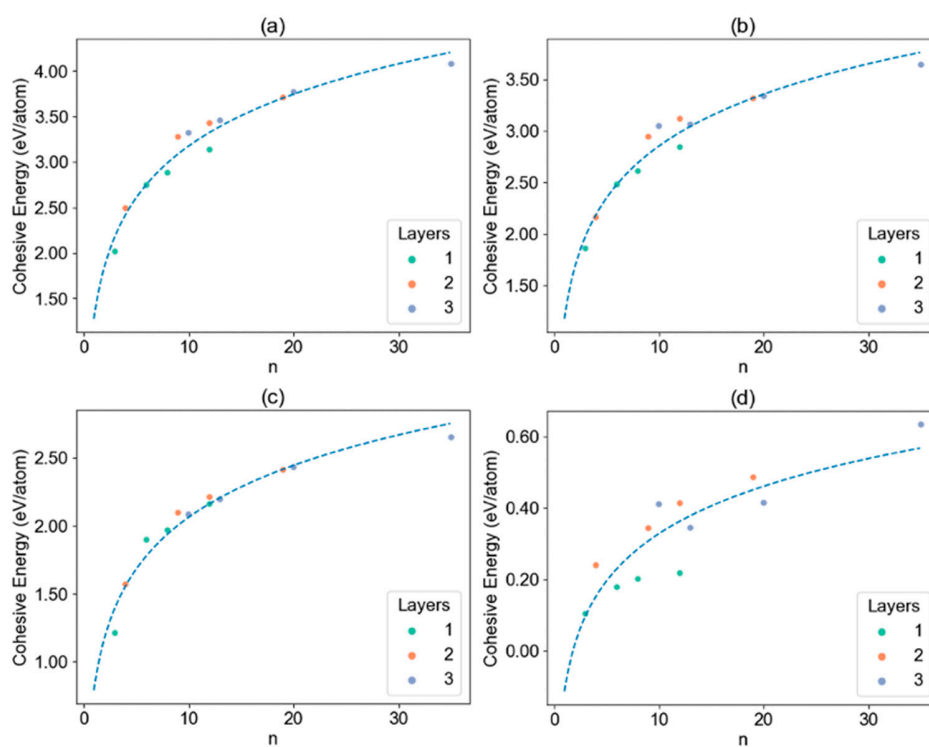 (a)
Cohesive Energy (eV/atom)
4.00
3.50
3.00
2.50
2.00
1.50
Layers
1
2
3
0 10 20 30
n
(b)
Cohesive Energy (eV/atom)
3.50
3.00
2.50
2.00
1.50
Layers
1
2
3
0 10 20 30
n
(c)
Cohesive Energy (eV/atom)
2.50
2.00
1.50
1.00
Layers
1
2
3
0 10 20 30
n
(d)
Cohesive Energy (eV/atom)
0.60
0.40
0.20
0.00
Layers
1
2
3
0 10 20 30
n